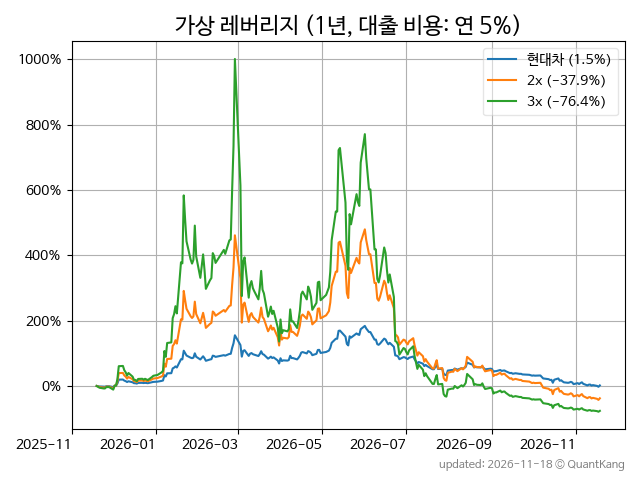 가상 레버리지 (1년, 대출 비용: 연 5%)
현대차 (1.5%)
2x (−37.9%)
3x (−76.4%)
1000%
800%
600%
400%
200%
0%
2025-11 2026-01 2026-03 2026-05 2026-07 2026-09 2026-11
updated: 2026-11-18 © QuantKang